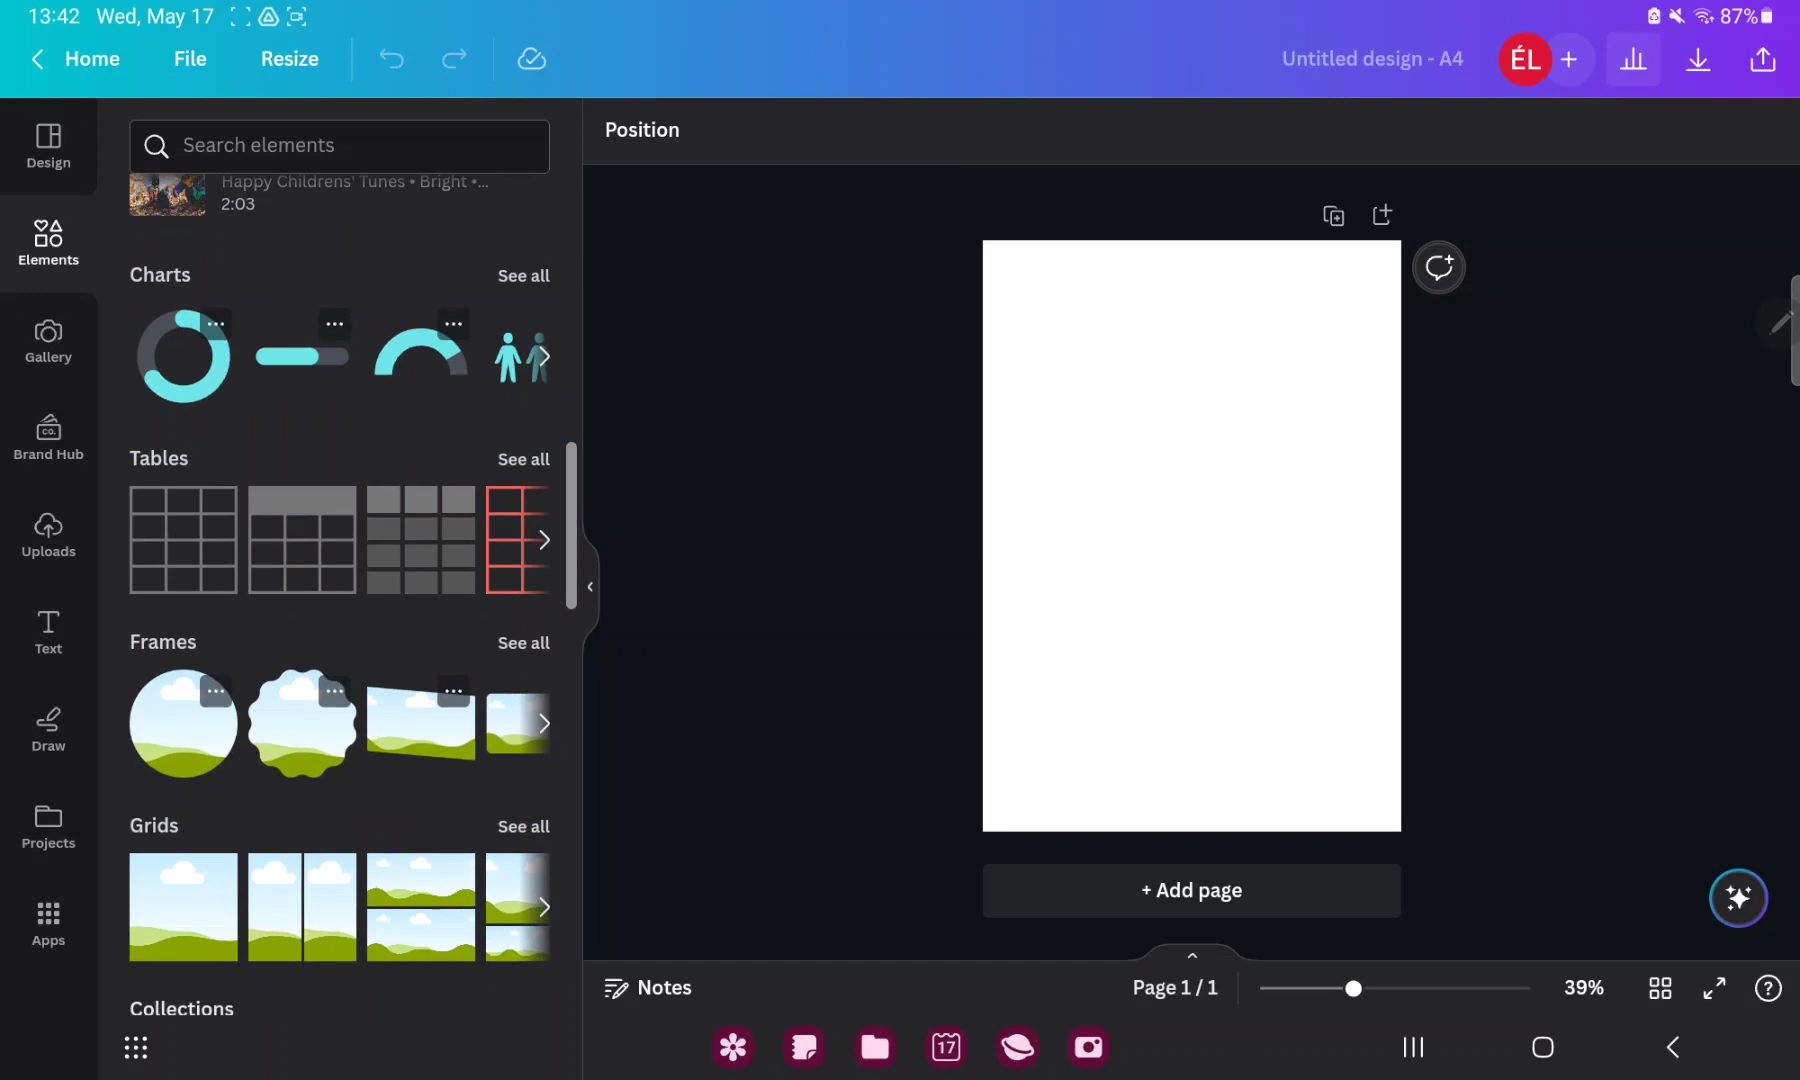 13:42 Wed, May 17
87%
Home File Resize
Untitled design - A4
ÉL +
Design
Elements
Gallery
CO.
Brand Hub
Uploads
Text
Draw
Projects
Apps
Search elements
Happy Childrens' Tunes • Bright •...
2:03
Charts See all
Tables See all
Frames See all
Grids See all
Collections
Position
+ Add page
Notes
Page 1 / 1
39%
?
17